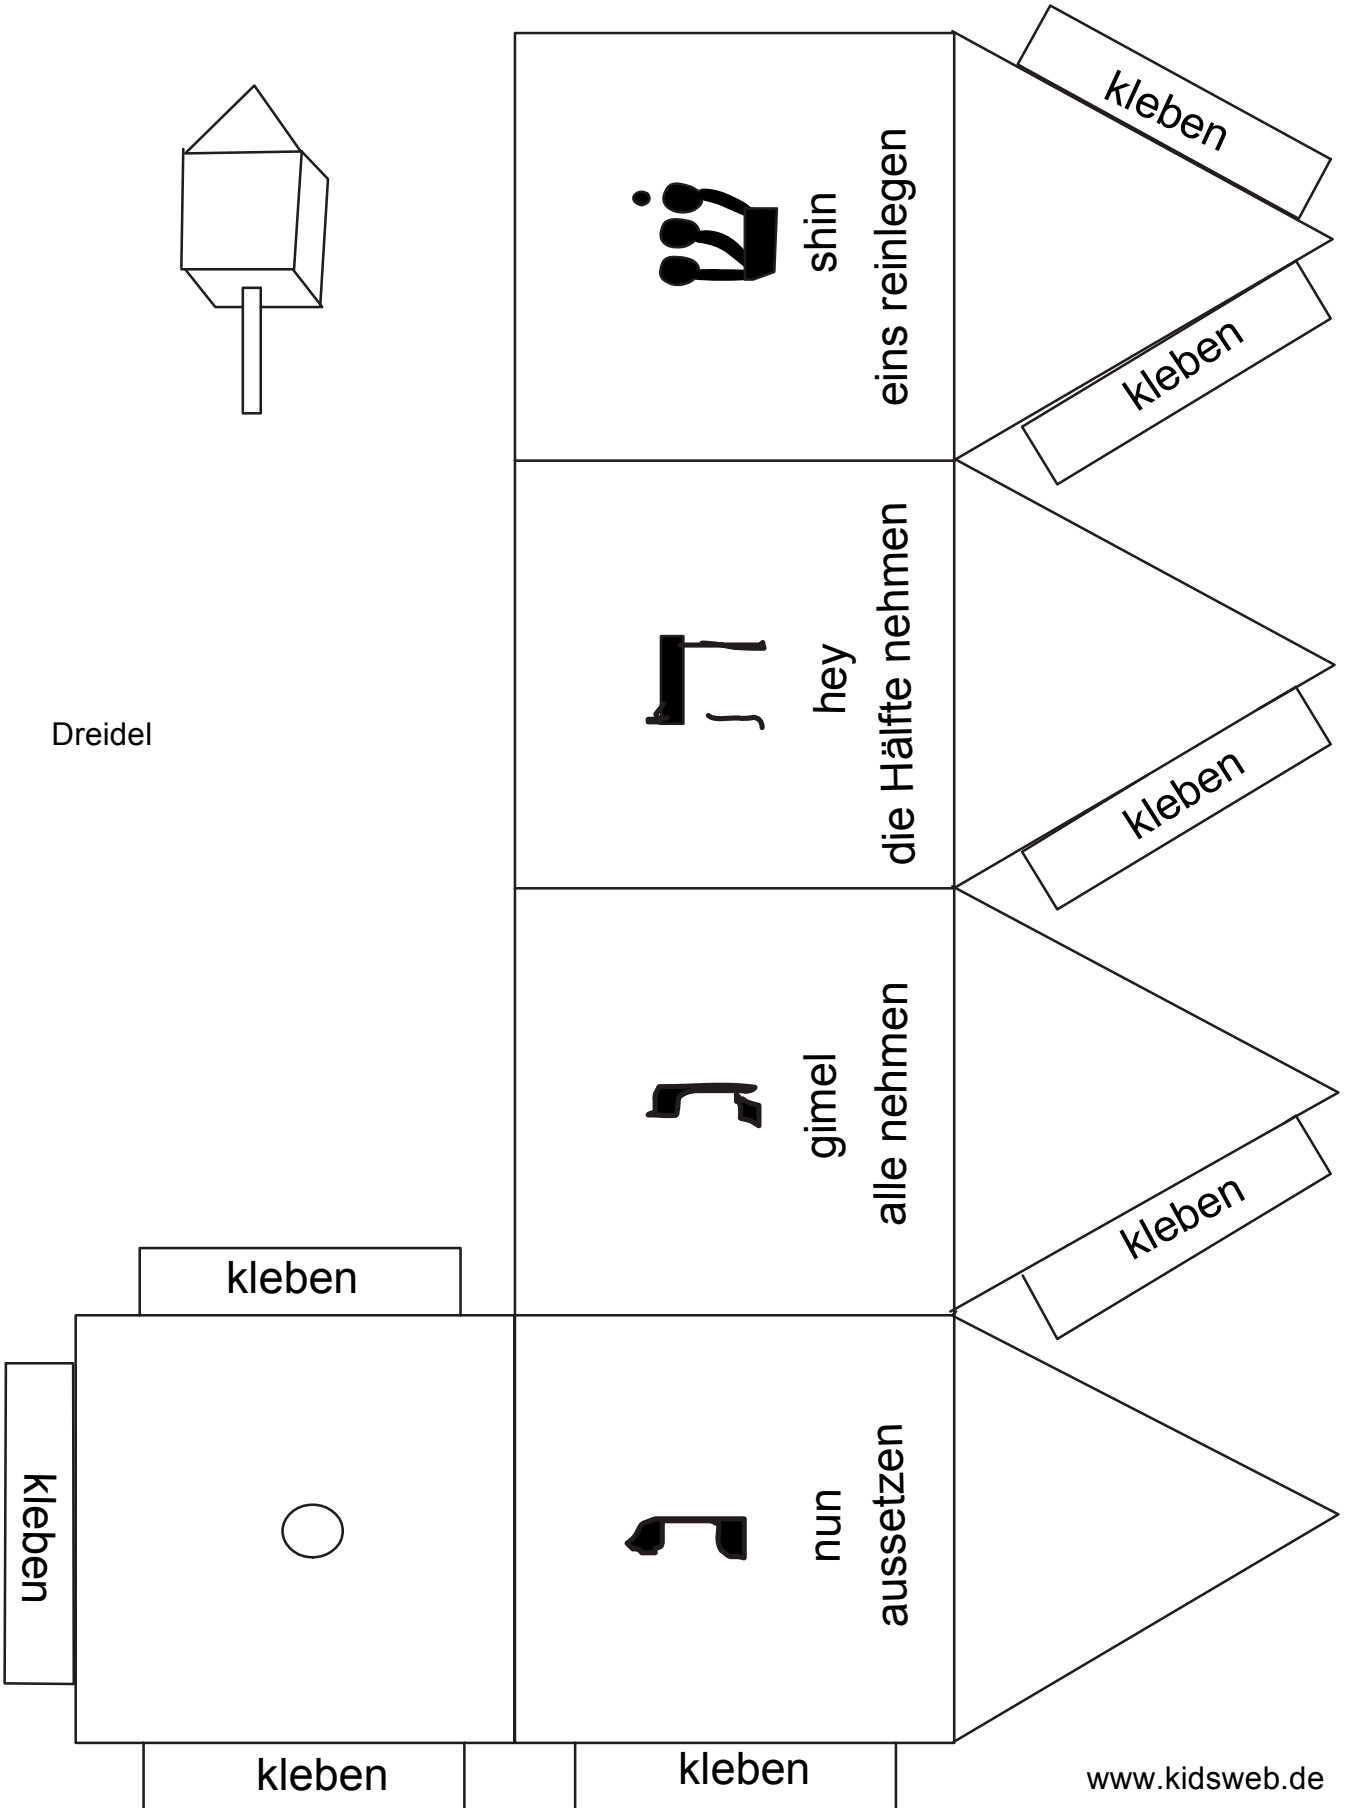 kleben
ש
shin
eins reinlegen
kleben
ה
hey
die Hälfte nehmen
kleben
Dreidel
ג
gimel
alle nehmen
kleben
kleben
kleben
נ
nun
aussetzen
kleben
kleben
www.kidsweb.de